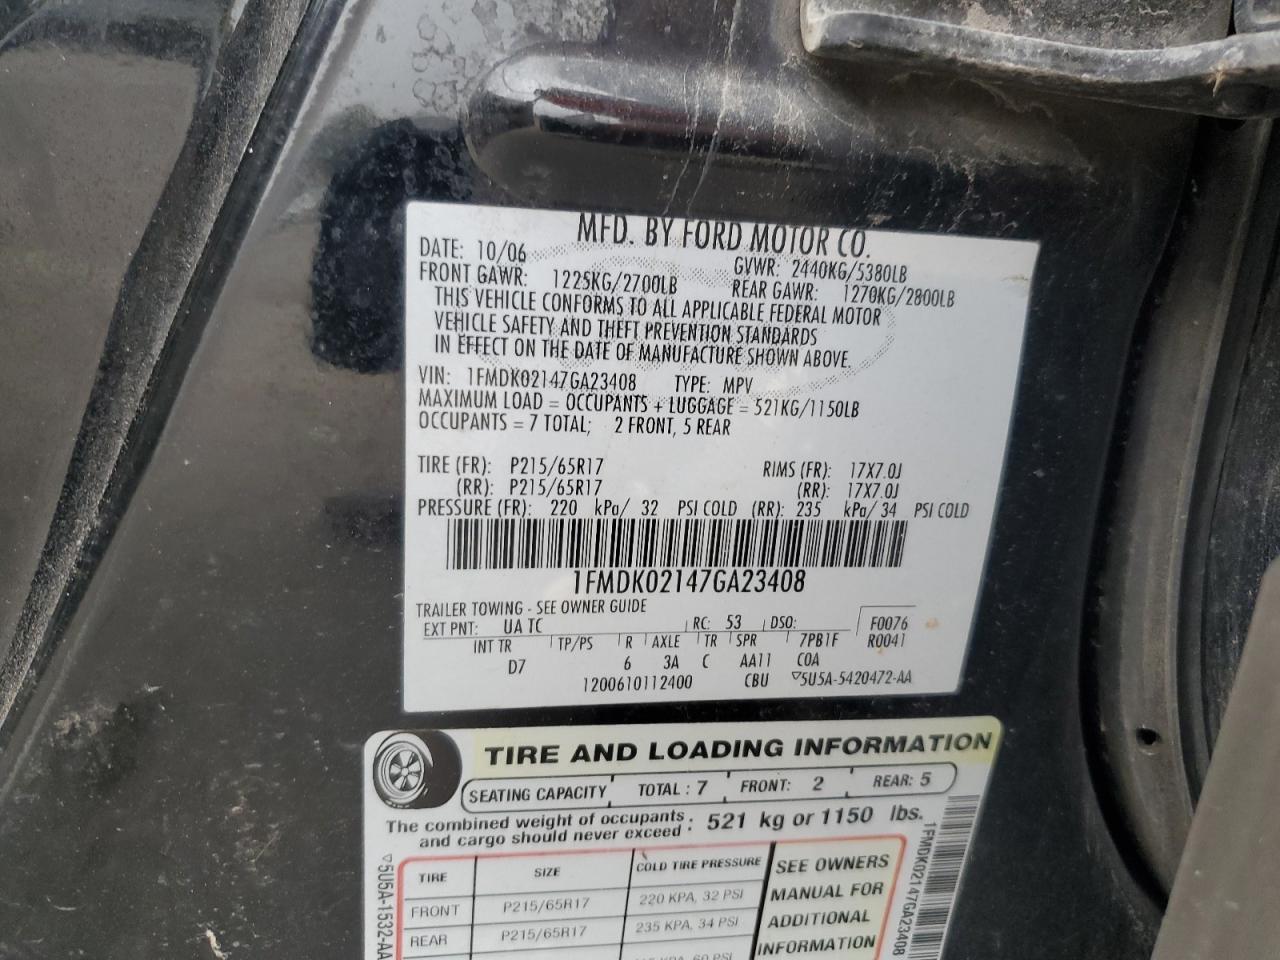 MFD. BY FORD MOTOR CO.
DATE: 10/06 GVWR: 2440KG/5380LB
FRONT GAWR: 1225KG/2700LB REAR GAWR: 1270KG/2800LB
THIS VEHICLE CONFORMS TO ALL APPLICABLE FEDERAL MOTOR
VEHICLE SAFETY AND THEFT PREVENTION STANDARDS
IN EFFECT ON THE DATE OF MANUFACTURE SHOWN ABOVE.
VIN: 1FMDK02147GA23408 TYPE: MPV
MAXIMUM LOAD = OCCUPANTS + LUGGAGE = 521KG/1150LB
OCCUPANTS = 7 TOTAL; 2 FRONT, 5 REAR
TIRE (FR): P215/65R17 RIMS (FR): 17X7.0J
(RR): P215/65R17 (RR): 17X7.0J
PRESSURE (FR): 220 kPa/ 32 PSI COLD (RR): 235 kPa/ 34 PSI COLD
1FMDK02147GA23408
TRAILER TOWING - SEE OWNER GUIDE
EXT PNT: UA TC RC: 53 DSO: F0076
INT TR TP/PS R AXLE TR SPR 7PB1F R0041
D7 6 3A C AA11 COA
1200610112400 CBU ▽5U5A-5420472-AA
TIRE AND LOADING INFORMATION
SEATING CAPACITY TOTAL : 7 FRONT: 2 REAR: 5
The combined weight of occupants
and cargo should never exceed : 521 kg or 1150 lbs.
TIRE SIZE COLD TIRE PRESSURE
FRONT P215/65R17 220 KPA, 32 PSI
REAR P215/65R17 235 KPA, 34 PSI
60 PSI
SEE OWNERS
MANUAL FOR
ADDITIONAL
INFORMATION
▽5U5A-1532-AA
1FMDK02147GA23408